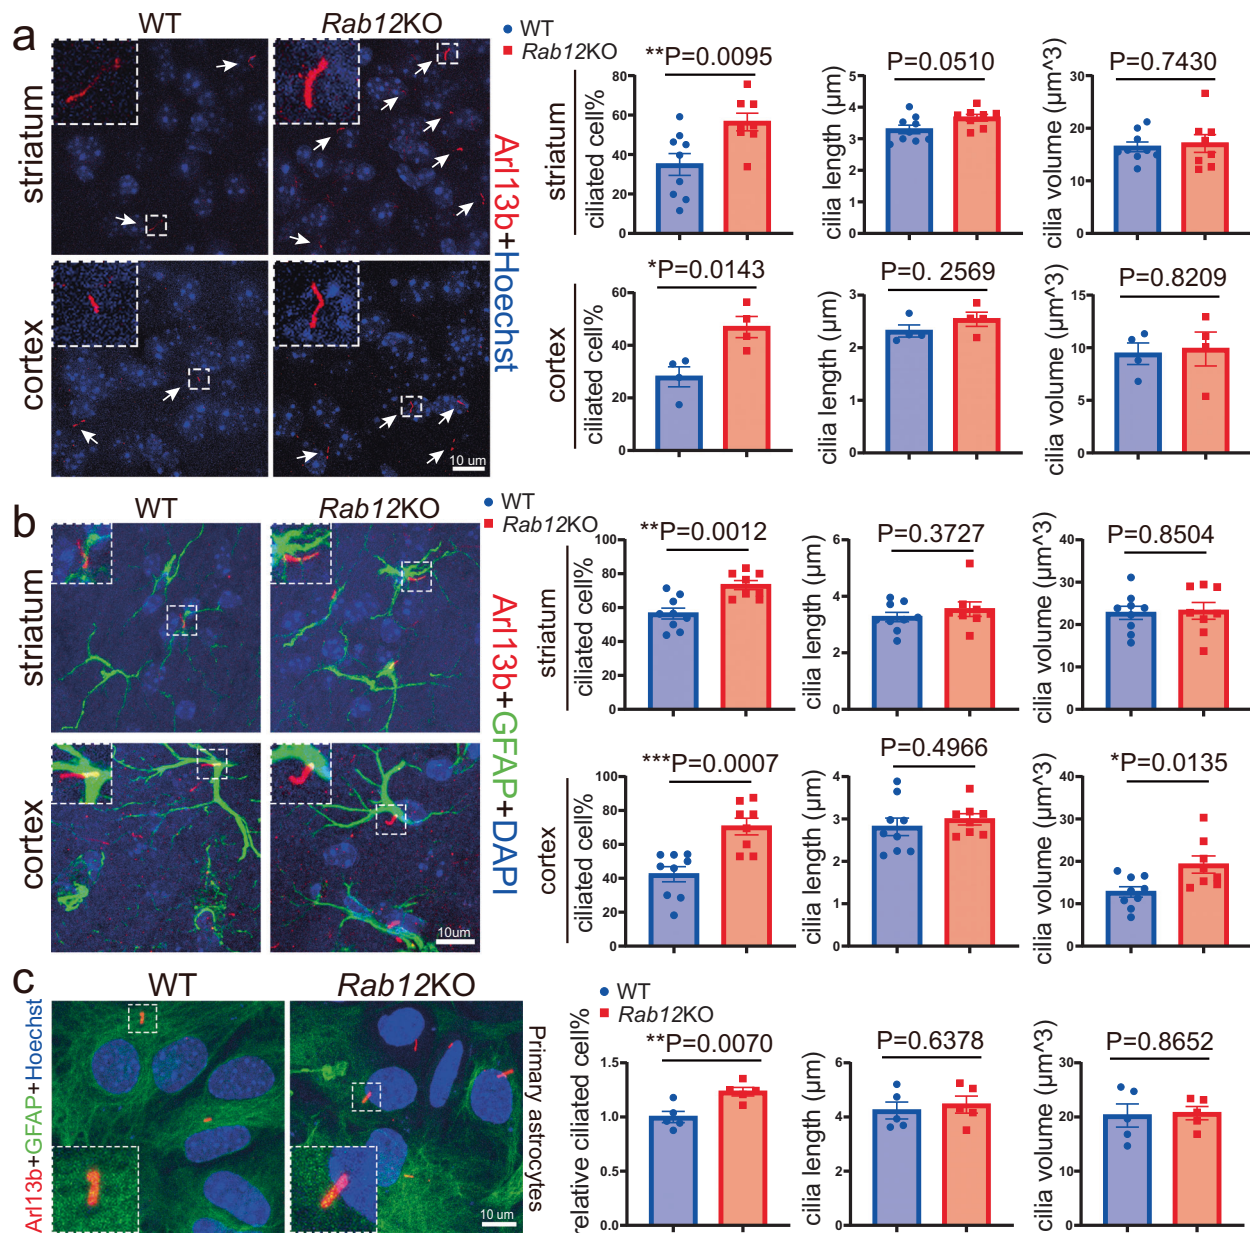 a
WT
Rab12KO
striatum
cortex
Arl13b+Hoechst
10 um
WT
Rab12KO
striatum
ciliated cell%
**P=0.0095
80
60
40
20
0
cilia length (μm)
P=0.0510
5
4
3
2
1
0
cilia volume (μm^3)
P=0.7430
30
20
10
0
cortex
ciliated cell%
*P=0.0143
60
40
20
0
cilia length (μm)
P=0. 2569
3
2
1
0
cilia volume (μm^3)
P=0.8209
15
10
5
0
b
WT
Rab12KO
striatum
cortex
Arl13b+GFAP+DAPI
10um
WT
Rab12KO
striatum
ciliated cell%
**P=0.0012
100
80
60
40
20
0
cilia length (μm)
P=0.3727
6
4
2
0
cilia volume (μm^3)
P=0.8504
40
30
20
10
0
cortex
ciliated cell%
***P=0.0007
100
80
60
40
20
0
cilia length (μm)
P=0.4966
4
3
2
1
0
cilia volume (μm^3)
*P=0.0135
40
30
20
10
0
c
WT
Rab12KO
Arl13b+GFAP+Hoechst
Primary astrocytes
10 um
WT
Rab12KO
relative ciliated cell%
**P=0.0070
1.5
1.0
0.5
0.0
cilia length (μm)
P=0.6378
6
4
2
0
cilia volume (μm^3)
P=0.8652
30
20
10
0